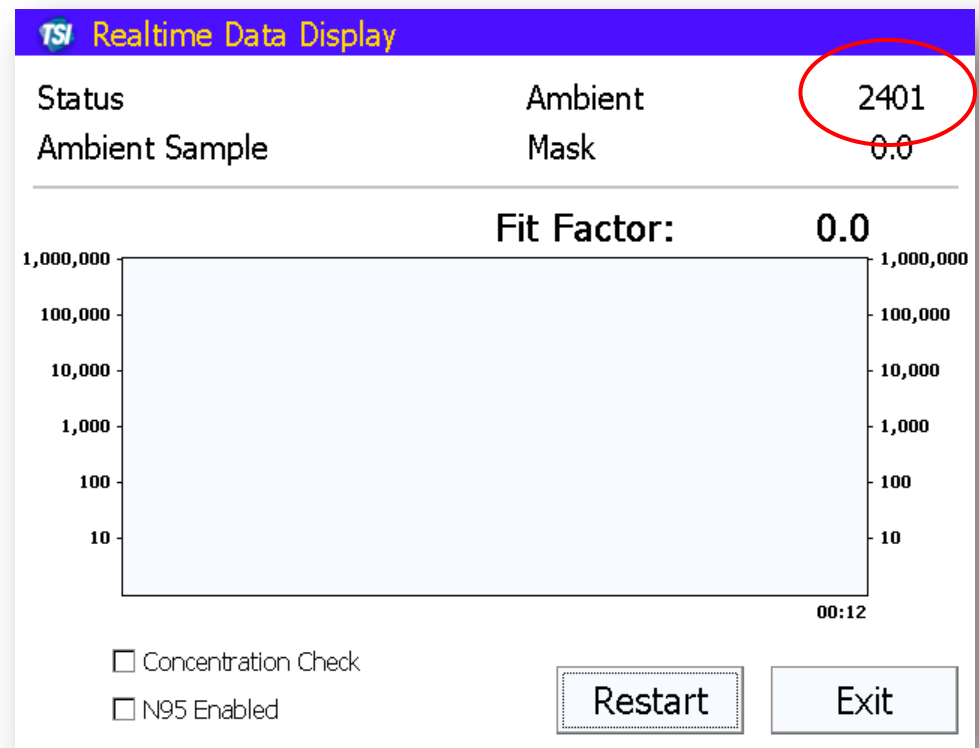 TSI Realtime Data Display
Status Ambient 2401
Ambient Sample Mask 0.0
Fit Factor: 0.0
1,000,000 1,000,000
100,000 100,000
10,000 10,000
1,000 1,000
100 100
10 10
00:12
Concentration Check
N95 Enabled
Restart Exit